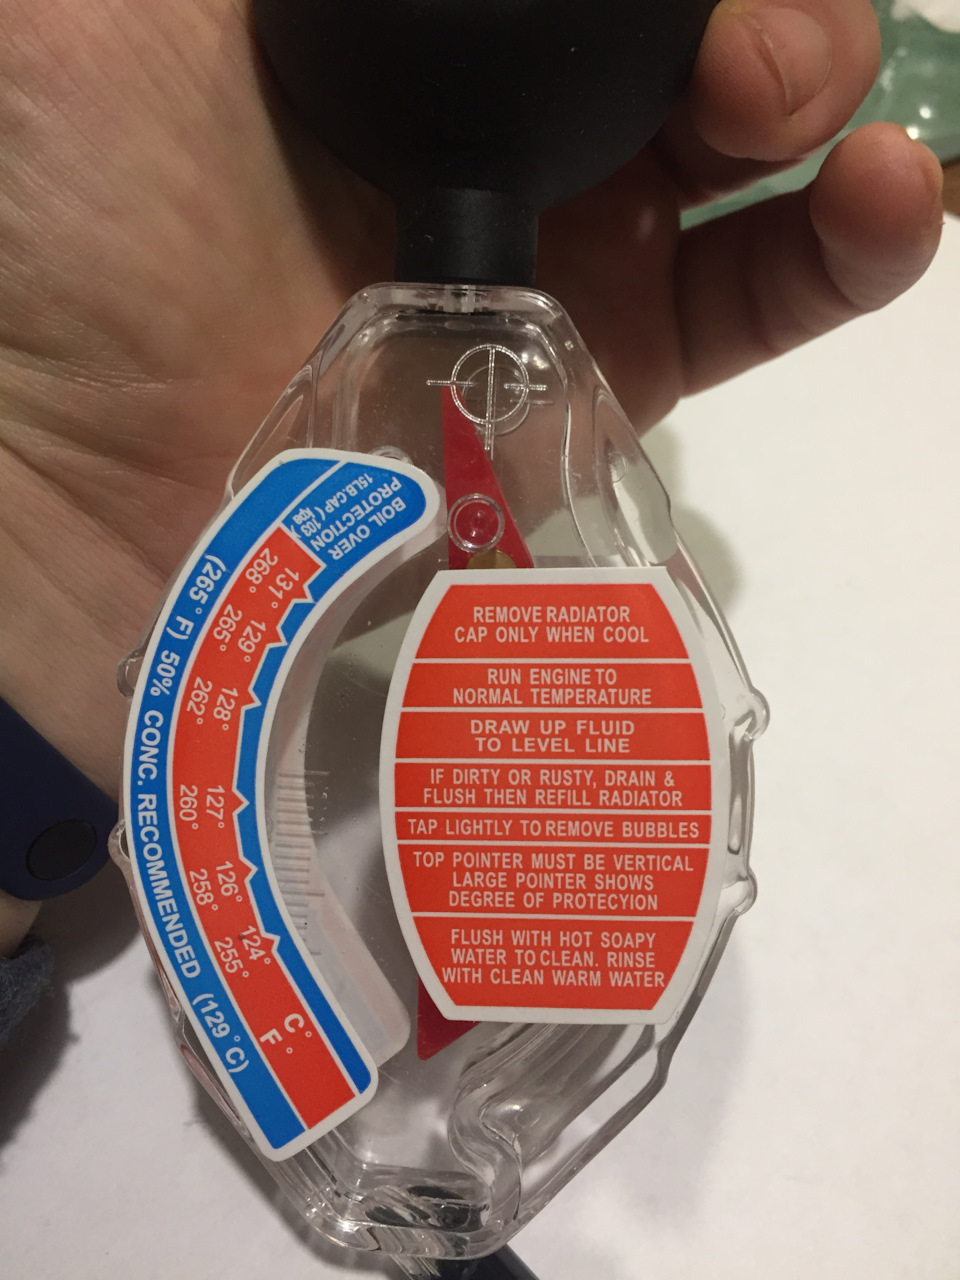 BOIL OVER
PROTECTION
15LB.CAP ( 103 kpa )
131° 129° 128° 127° 126° 124° C°
268° 265° 262° 260° 258° 255° F°
(265° F) 50% CONC. RECOMMENDED (129°C)
REMOVE RADIATOR
CAP ONLY WHEN COOL
RUN ENGINE TO
NORMAL TEMPERATURE
DRAW UP FLUID
TO LEVEL LINE
IF DIRTY OR RUSTY, DRAIN &
FLUSH THEN REFILL RADIATOR
TAP LIGHTLY TO REMOVE BUBBLES
TOP POINTER MUST BE VERTICAL
LARGE POINTER SHOWS
DEGREE OF PROTECYION
FLUSH WITH HOT SOAPY
WATER TO CLEAN. RINSE
WITH CLEAN WARM WATER